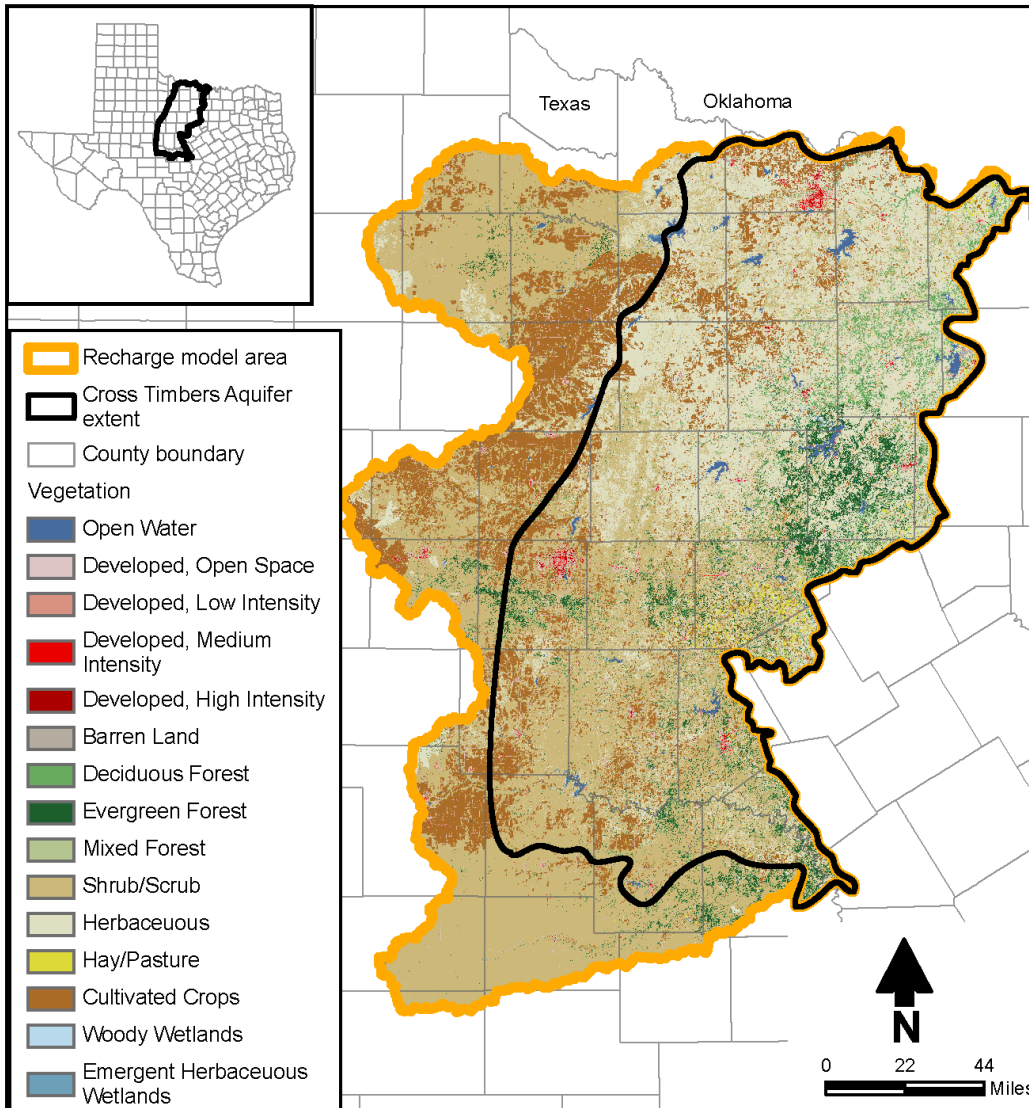 Texas
Oklahoma
Recharge model area
Cross Timbers Aquifer
extent
County boundary
Vegetation
Open Water
Developed, Open Space
Developed, Low Intensity
Developed, Medium
Intensity
Developed, High Intensity
Barren Land
Deciduous Forest
Evergreen Forest
Mixed Forest
Shrub/Scrub
Herbaceuous
Hay/Pasture
Cultivated Crops
Woody Wetlands
Emergent Herbaceuous
Wetlands
N
0 22 44
Miles